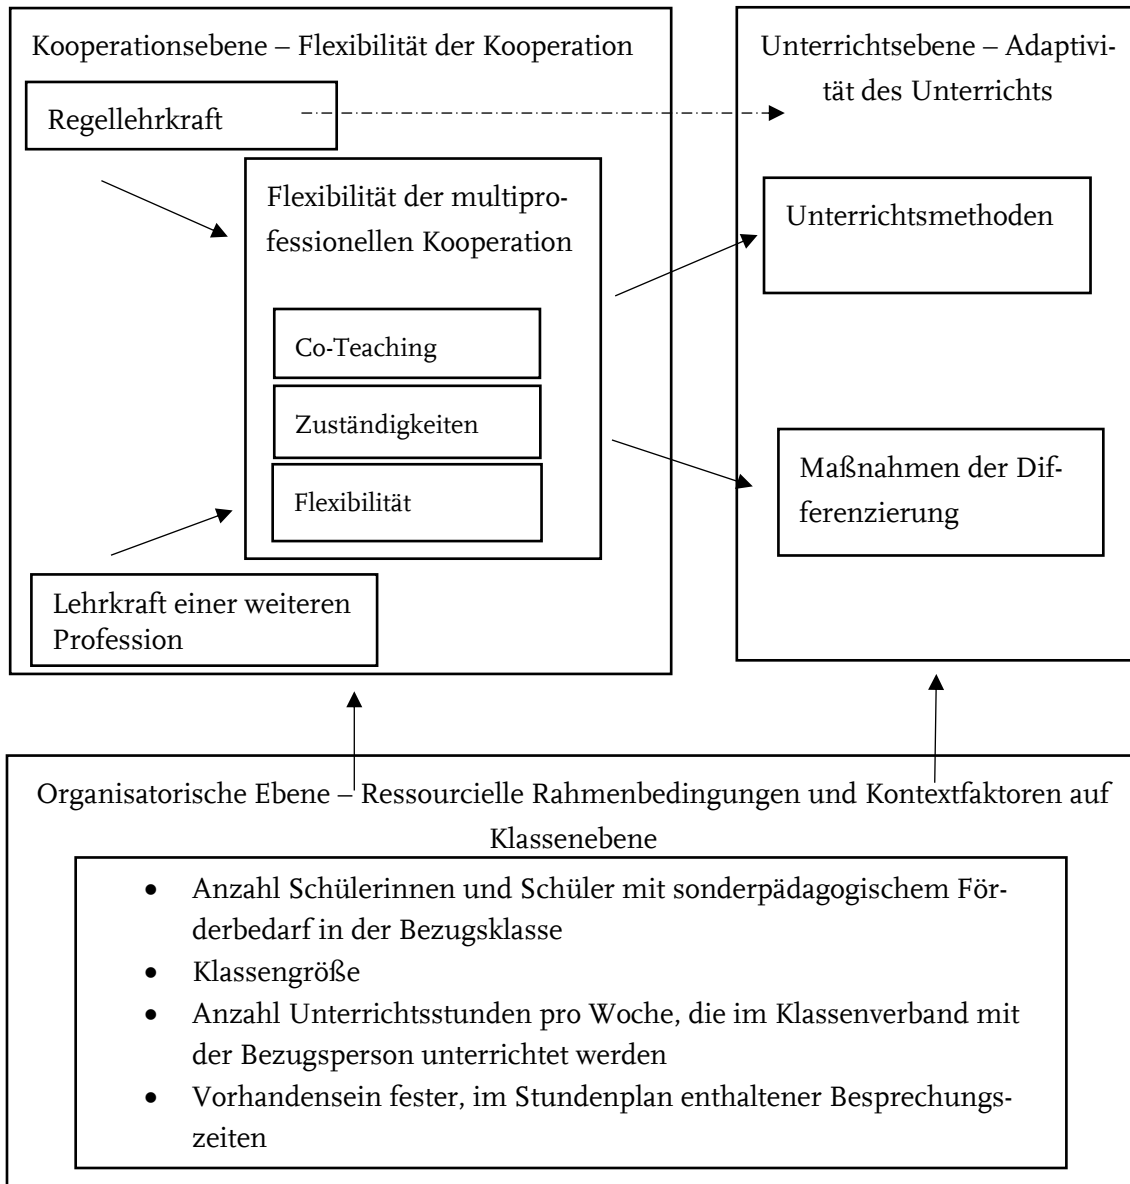 Kooperationsebene – Flexibilität der Kooperation
Regellehrkraft
Flexibilität der multipro-
fessionellen Kooperation
Co-Teaching
Zuständigkeiten
Flexibilität
Lehrkraft einer weiteren
Profession
Unterrichtsebene – Adaptivi-
tät des Unterrichts
Unterrichtsmethoden
Maßnahmen der Dif-
ferenzierung
Organisatorische Ebene – Ressourcielle Rahmenbedingungen und Kontextfaktoren auf
Klassenebene
• Anzahl Schülerinnen und Schüler mit sonderpädagogischem För-
derbedarf in der Bezugsklasse
• Klassengröße
• Anzahl Unterrichtsstunden pro Woche, die im Klassenverband mit
der Bezugsperson unterrichtet werden
• Vorhandensein fester, im Stundenplan enthaltener Besprechungs-
zeiten